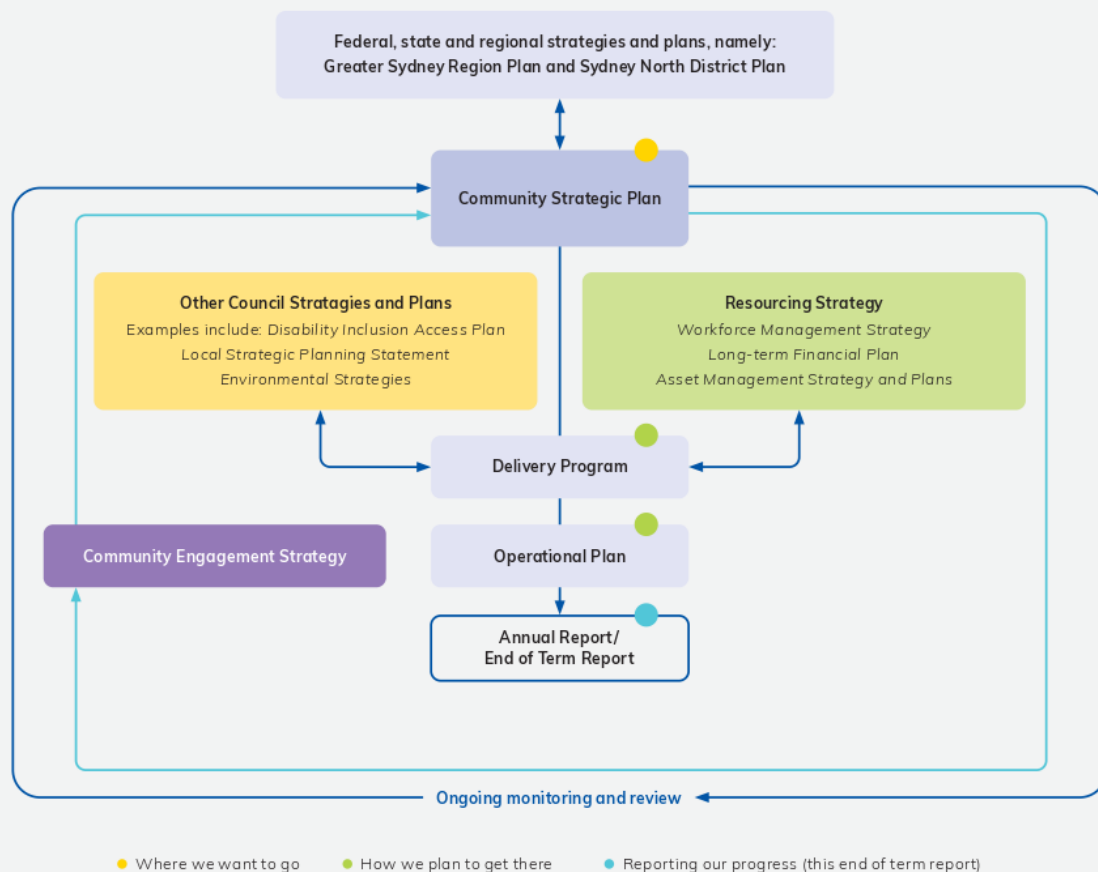 Federal, state and regional strategies and plans, namely:
Greater Sydney Region Plan and Sydney North District Plan
Community Strategic Plan
Other Council Stratagies and Plans
Examples include: Disability Inclusion Access Plan
Local Strategic Planning Statement
Environmental Strategies
Resourcing Strategy
Workforce Management Strategy
Long-term Financial Plan
Asset Management Strategy and Plans
Delivery Program
Community Engagement Strategy
Operational Plan
Annual Report/
End of Term Report
Ongoing monitoring and review
Where we want to go
How we plan to get there
Reporting our progress (this end of term report)